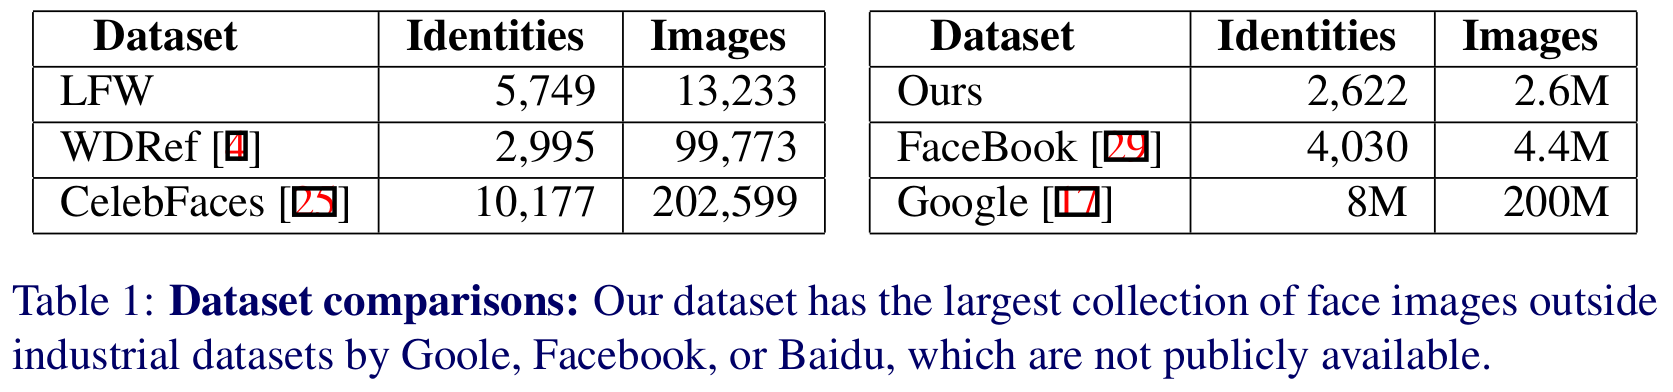 Dataset Identities Images
LFW 5,749 13,233
WDRef [4] 2,995 99,773
CelebFaces [25] 10,177 202,599
Dataset Identities Images
Ours 2,622 2.6M
FaceBook [29] 4,030 4.4M
Google [17] 8M 200M
Table 1: Dataset comparisons: Our dataset has the largest collection of face images outside
industrial datasets by Goole, Facebook, or Baidu, which are not publicly available.